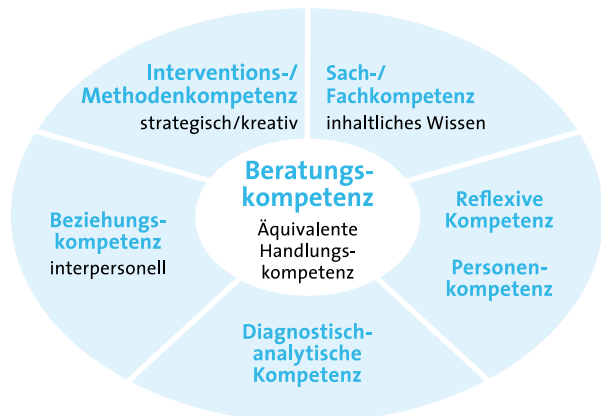 Interventions-/
Methodenkompetenz
strategisch/kreativ
Sach-/
Fachkompetenz
inhaltliches Wissen
Beratungs-
kompetenz
Äquivalente
Handlungs-
kompetenz
Beziehungs-
kompetenz
interpersonell
Reflexive
Kompetenz
Personen-
kompetenz
Diagnostisch-
analytische
Kompetenz